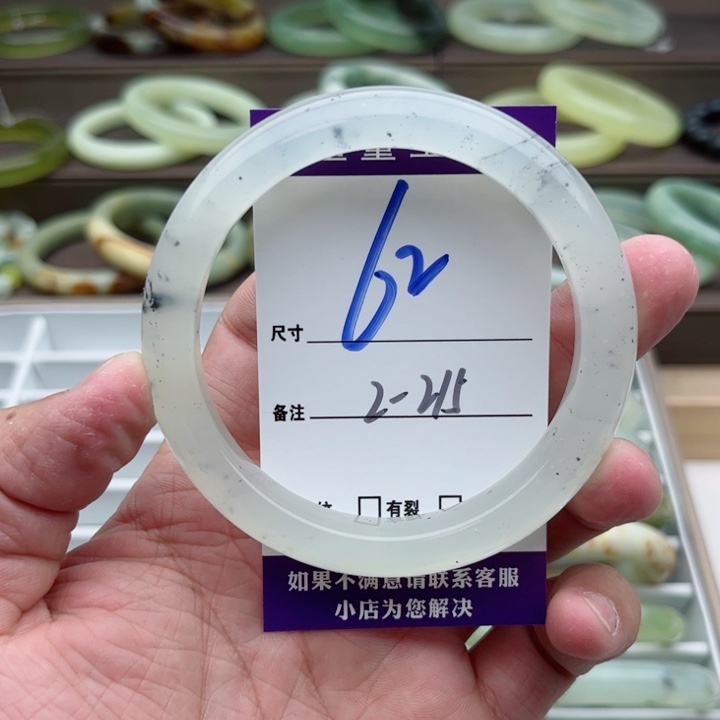 尺寸 62
备注 2-215
纹 □ 有裂 □
如果不满意请联系客服
小店为您解决